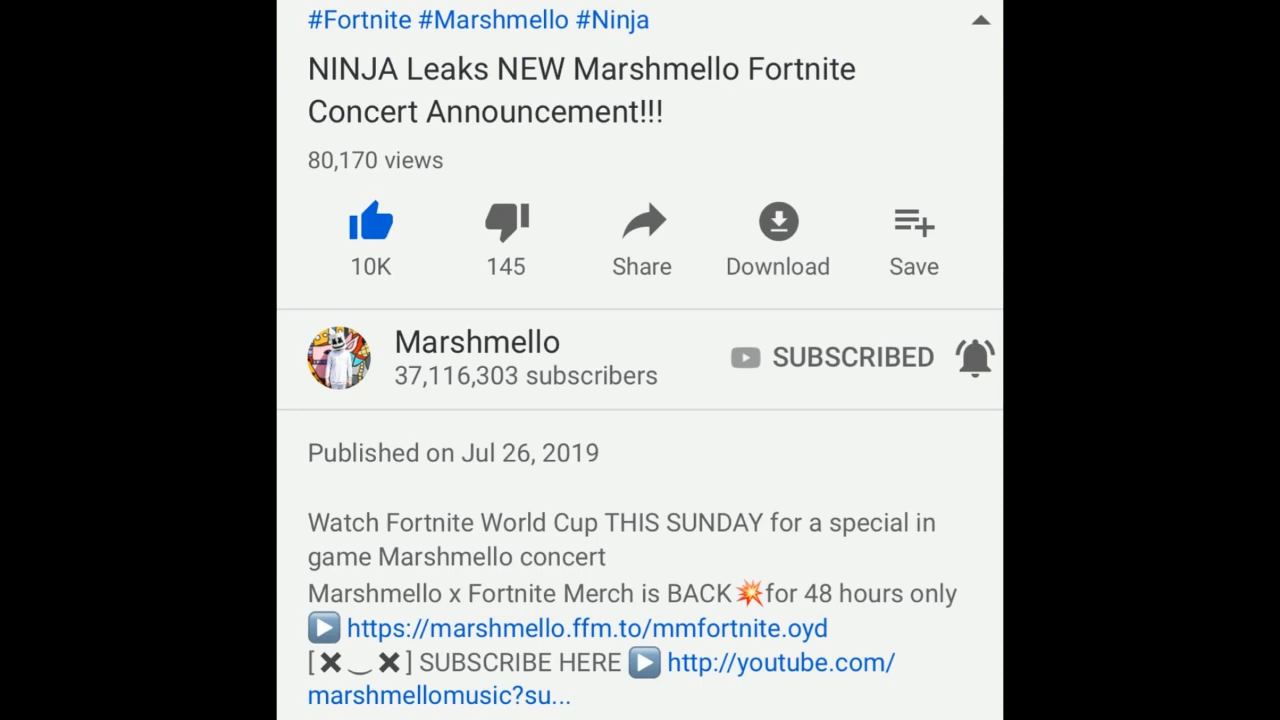 #Fortnite #Marshmello #Ninja
NINJA Leaks NEW Marshmello Fortnite
Concert Announcement!!!
80,170 views
10K 145 Share Download Save
Marshmello
37,116,303 subscribers
SUBSCRIBED
Published on Jul 26, 2019
Watch Fortnite World Cup THIS SUNDAY for a special in
game Marshmello concert
Marshmello x Fortnite Merch is BACK💥for 48 hours only
▶️ https://marshmello.ffm.to/mmfortnite.oyd
[✖‿✖] SUBSCRIBE HERE ▶️ http://youtube.com/
marshmellomusic?su...